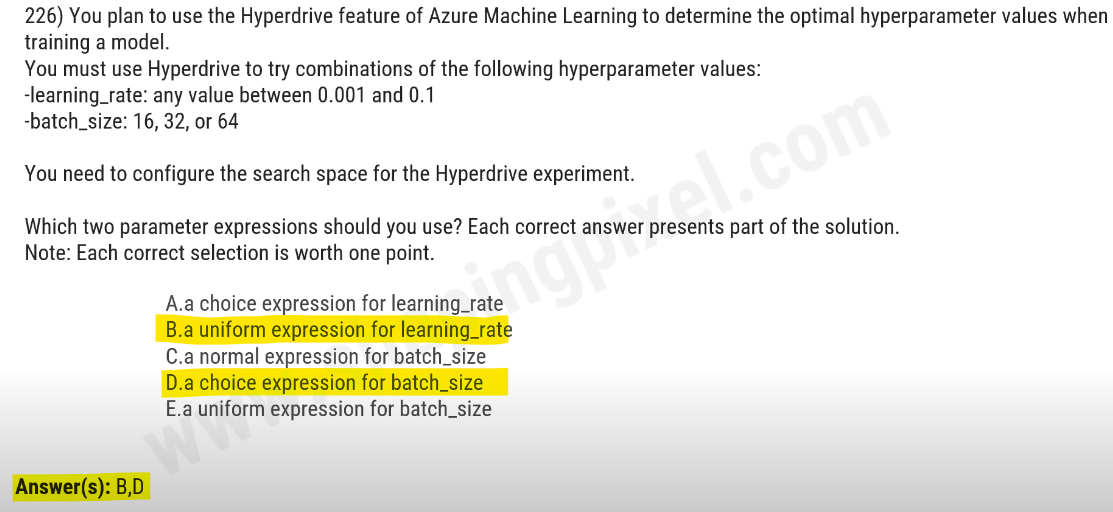 226) You plan to use the Hyperdrive feature of Azure Machine Learning to determine the optimal hyperparameter values when
training a model.
You must use Hyperdrive to try combinations of the following hyperparameter values:
-learning_rate: any value between 0.001 and 0.1
-batch_size: 16, 32, or 64
You need to configure the search space for the Hyperdrive experiment.
Which two parameter expressions should you use? Each correct answer presents part of the solution.
Note: Each correct selection is worth one point.
A.a choice expression for learning_rate
B.a uniform expression for learning_rate
C.a normal expression for batch_size
D.a choice expression for batch_size
E.a uniform expression for batch_size
Answer(s): B,D